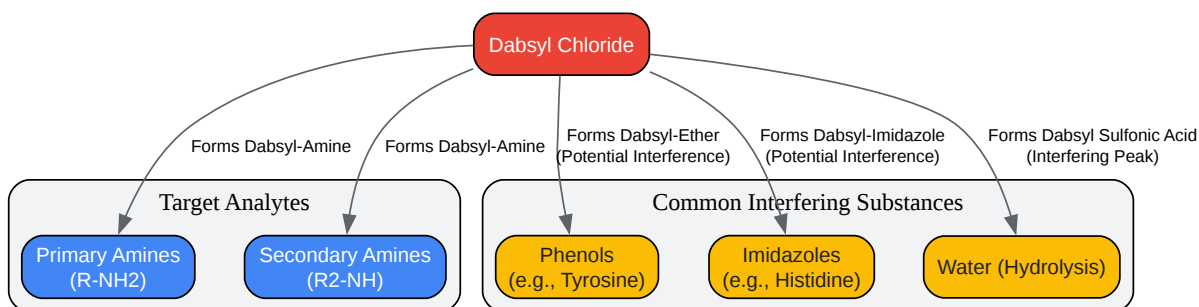 Dabsyl Chloride
Forms Dabsyl-Amine
Forms Dabsyl-Amine
Forms Dabsyl-Ether
(Potential Interference)
Forms Dabsyl-Imidazole
(Potential Interference)
Forms Dabsyl Sulfonic Acid
(Interfering Peak)
Target Analytes
Primary Amines
(R-NH2)
Secondary Amines
(R2-NH)
Common Interfering Substances
Phenols
(e.g., Tyrosine)
Imidazoles
(e.g., Histidine)
Water (Hydrolysis)